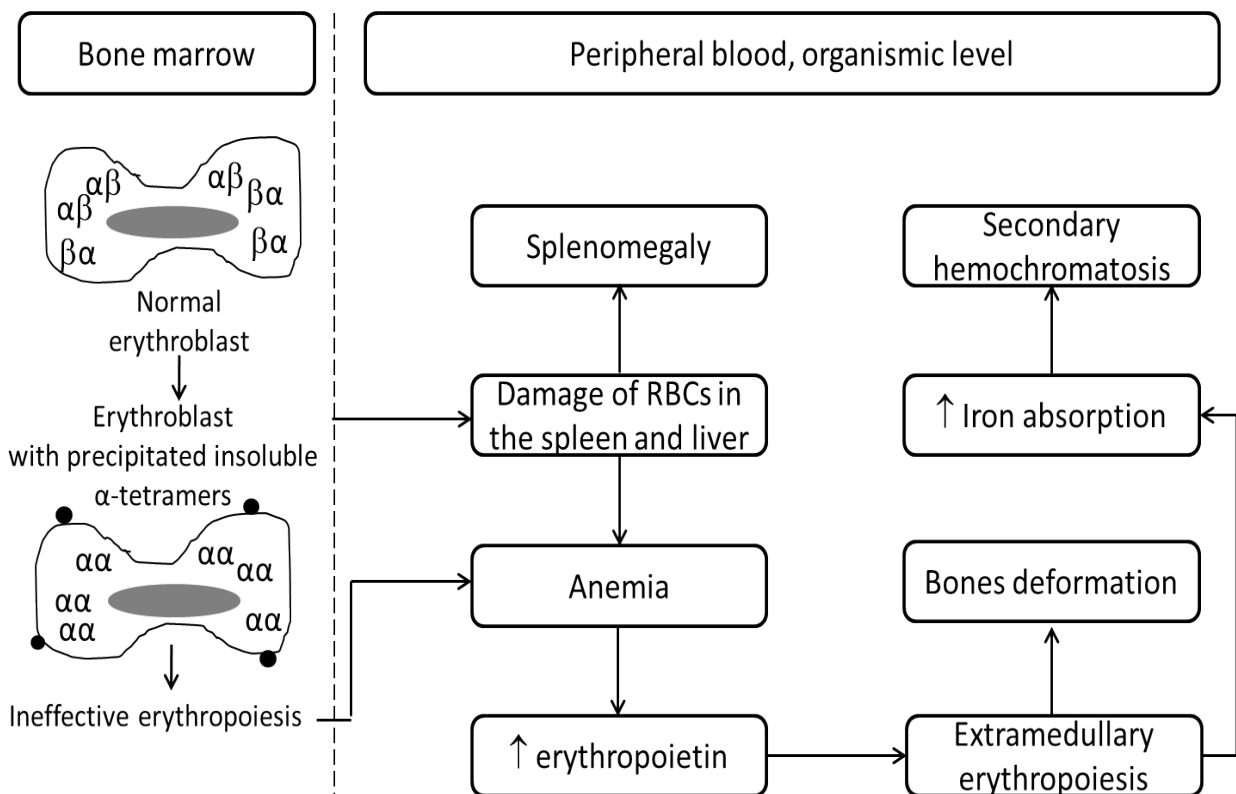 Bone marrow
Peripheral blood, organismic level
αβ
αβ
βα
αβ
βα
βα
Normal
erythroblast
Erythroblast
with precipitated insoluble
α-tetramers
αα
αα
αα
αα
αα
αα
Ineffective erythropoiesis
Splenomegaly
Damage of RBCs in
the spleen and liver
Anemia
↑ erythropoietin
Secondary
hemochromatosis
↑ Iron absorption
Bones deformation
Extramedullary
erythropoiesis